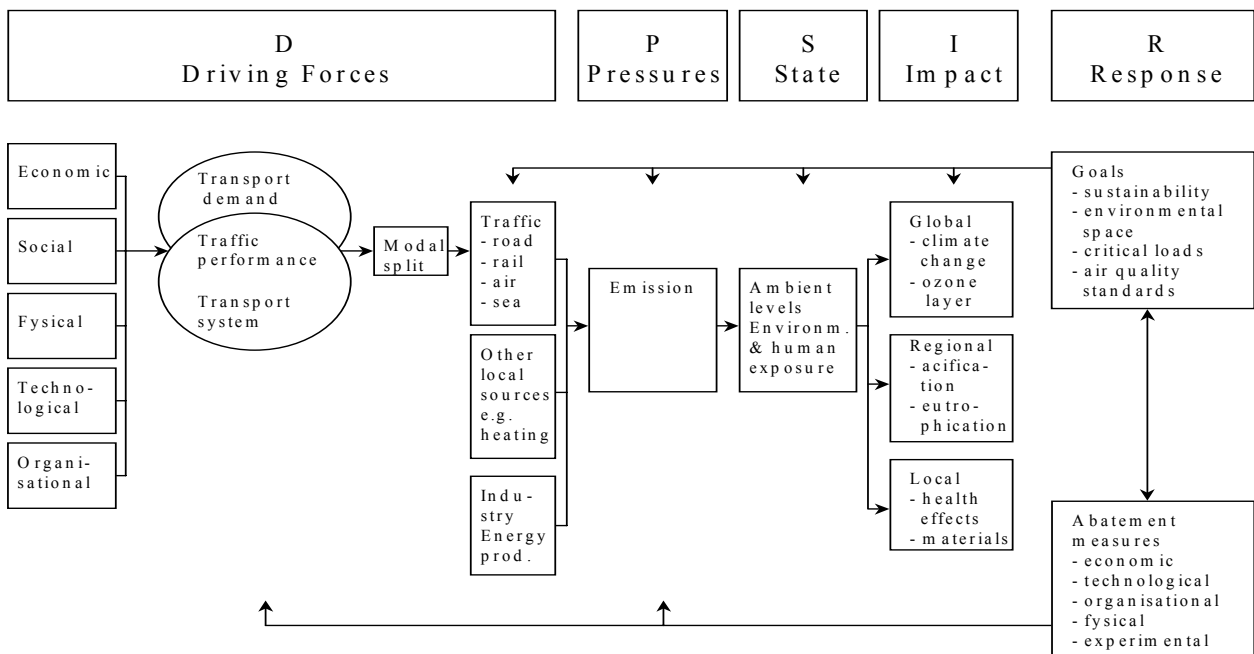 D
Driving Forces
P
Pressures
S
State
I
Impact
R
Response
Economic
Social
Fysical
Techno-
logical
Organi-
sational
Transport
demand
Traffic
performance
Transport
system
Modal
split
Traffic
- road
- rail
- air
- sea
Other
local
sources
e.g.
heating
Indu-
stry
Energy
prod.
Emission
Ambient
levels
Environm.
& human
exposure
Global
- climate
change
- ozone
layer
Regional
- acifica-
tion
- eutro-
phication
Local
- health
effects
- materials
Goals
- sustainability
- environmental
space
- critical loads
- air quality
standards
Abatement
measures
- economic
- technological
- organisational
- fysical
- experimental